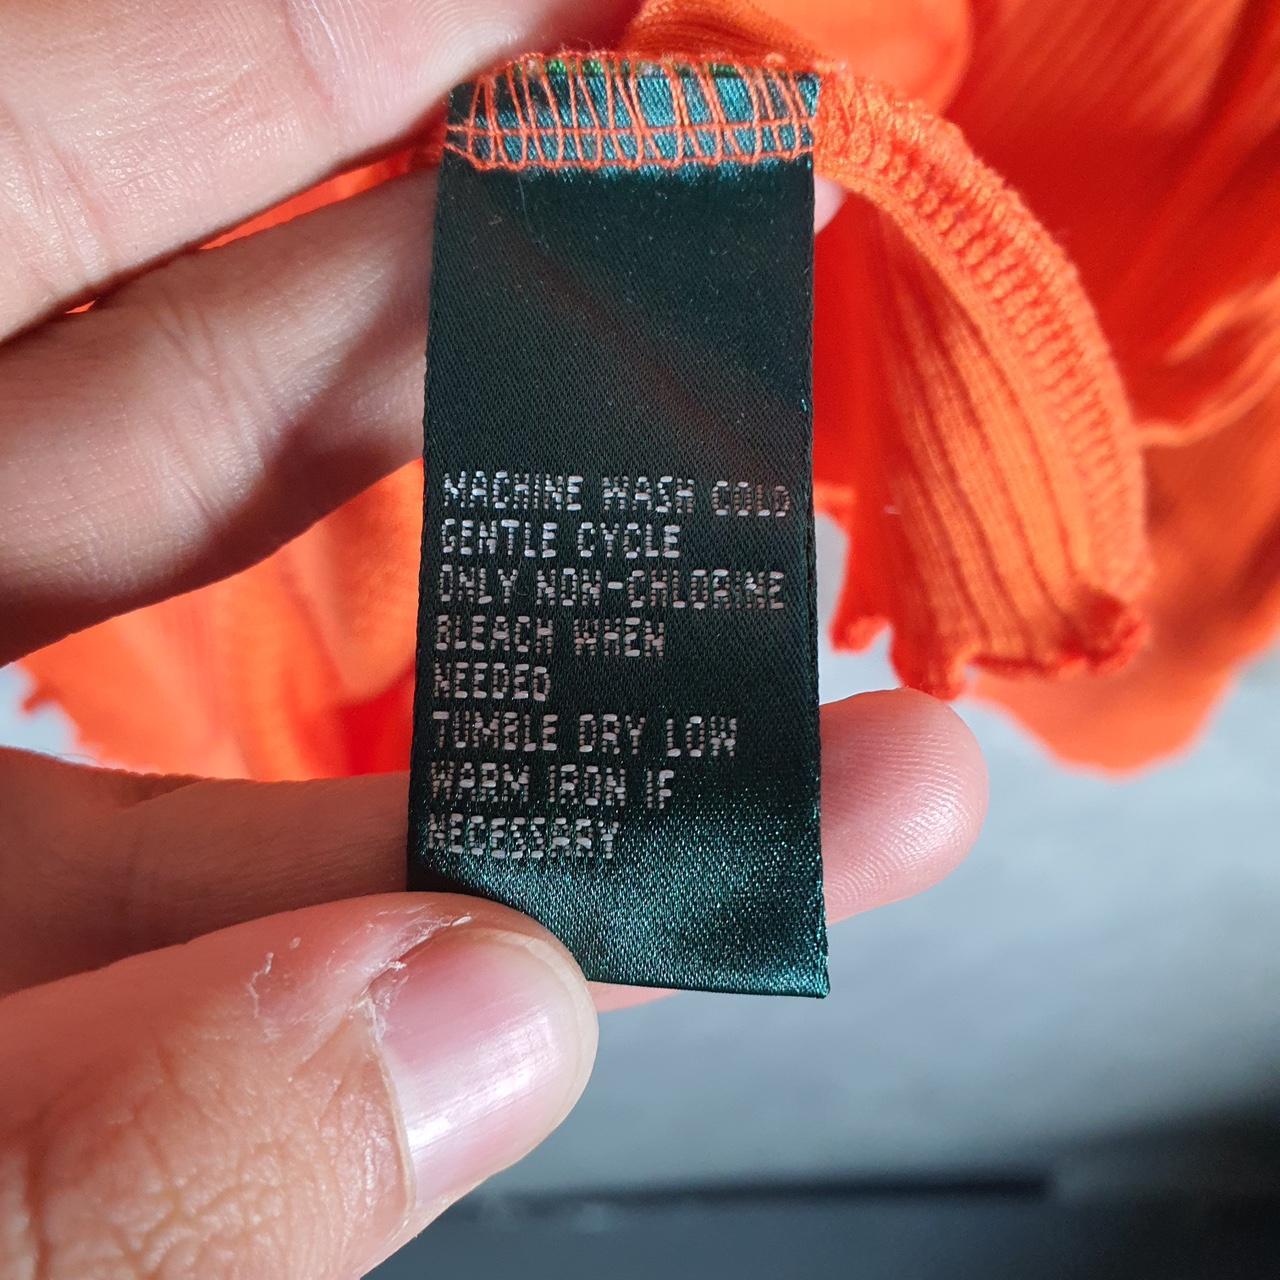 MACHINE WASH COLD
GENTLE CYCLE
ONLY NON-CHLORINE
BLEACH WHEN
NEEDED
TUMBLE DRY LOW
WARM IRON IF
NECESSARY